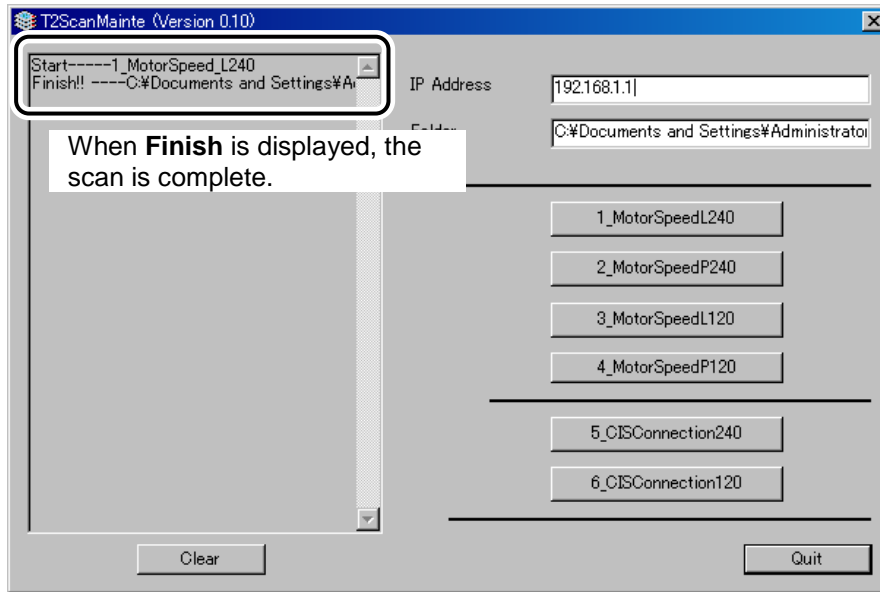 T2ScanMainte (Version 0.10)
Start-----1_MotorSpeed_L240
Finish!! ----C:¥Documents and Settings¥A
IP Address
192.168.1.1
Folder
C:¥Documents and Settings¥Administrator
When Finish is displayed, the
scan is complete.
1_MotorSpeedL240
2_MotorSpeedP240
3_MotorSpeedL120
4_MotorSpeedP120
5_CISConnection240
6_CISConnection120
Clear
Quit